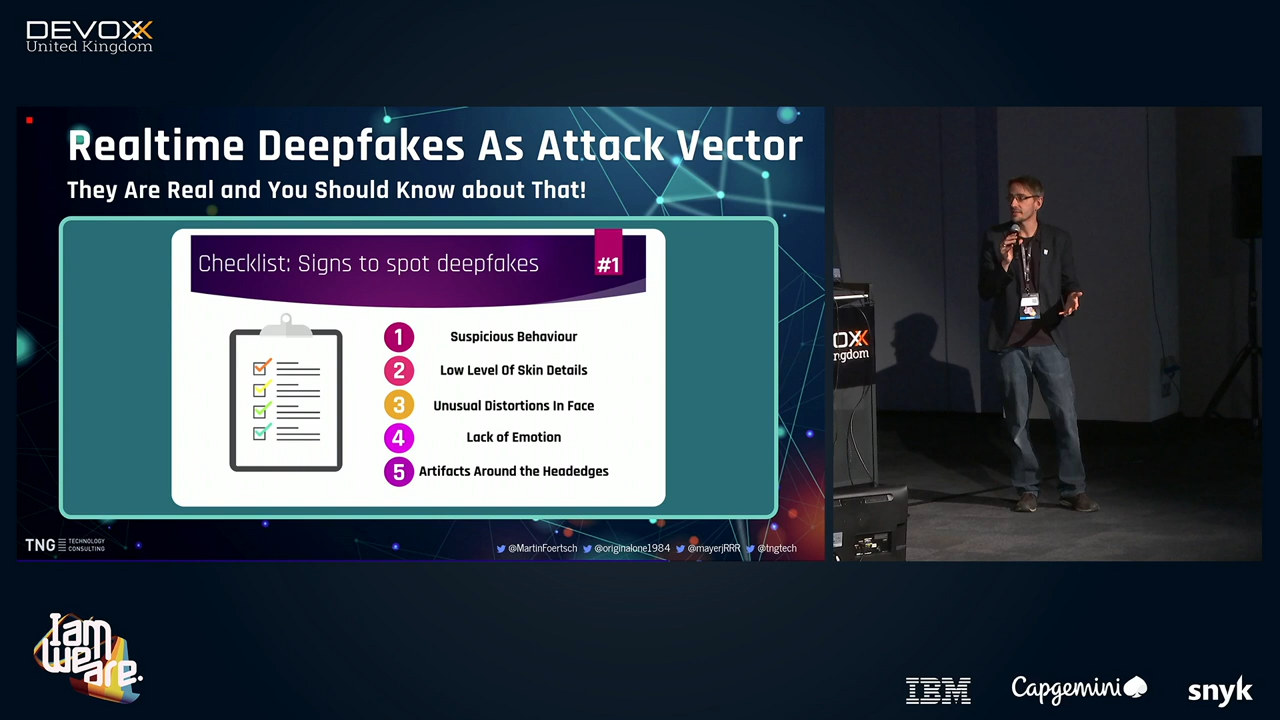 DEVOXX
United Kingdom
Realtime Deepfakes As Attack Vector
They Are Real and You Should Know about That!
Checklist: Signs to spot deepfakes
#1
1 Suspicious Behaviour
2 Low Level Of Skin Details
3 Unusual Distortions In Face
4 Lack of Emotion
5 Artifacts Around the Headedges
TNG TECHNOLOGY
CONSULTING
@MartinFoertsch @originalone1984 @mayerjRRR @tngtech
OXX
ngdom
I am
we
are.
IBM Capgemini snyk